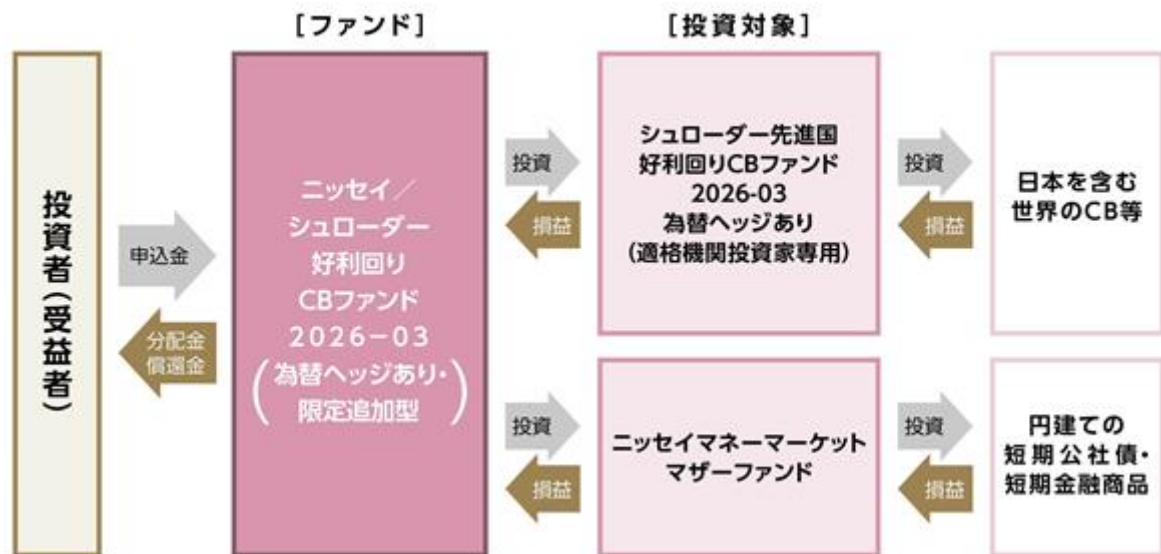 [ファンド]
[投資対象]
投資者(受益者)
申込金
分配金
償還金
ニッセイ/
シュローダー
好利回り
CBファンド
2026-03
(為替ヘッジあり・
限定追加型)
投資
損益
シュローダー先進国
好利回りCBファンド
2026-03
為替ヘッジあり
(適格機関投資家専用)
投資
損益
日本を含む
世界のCB等
投資
損益
ニッセイマネーマーケット
マザーファンド
投資
損益
円建ての
短期公社債・
短期金融商品